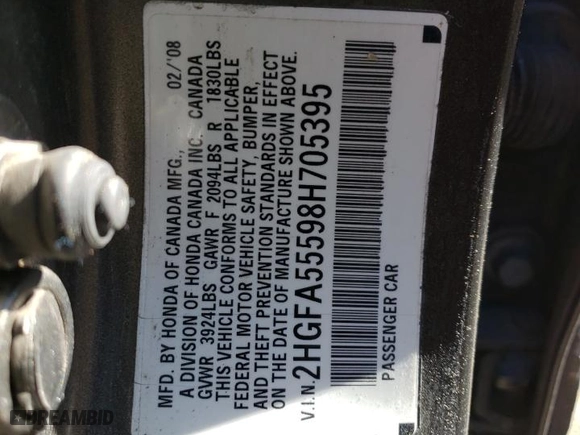 MFD. BY HONDA OF CANADA MFG., 02/'08
A DIVISION OF HONDA CANADA INC. CANADA
GVWR 3924LBS GAWR F 2094LBS R 1830LBS
THIS VEHICLE CONFORMS TO ALL APPLICABLE
FEDERAL MOTOR VEHICLE SAFETY, BUMPER,
AND THEFT PREVENTION STANDARDS IN EFFECT
ON THE DATE OF MANUFACTURE SHOWN ABOVE.
V.I.N. 2HGFA55598H705395
PASSENGER CAR
DREAMBID